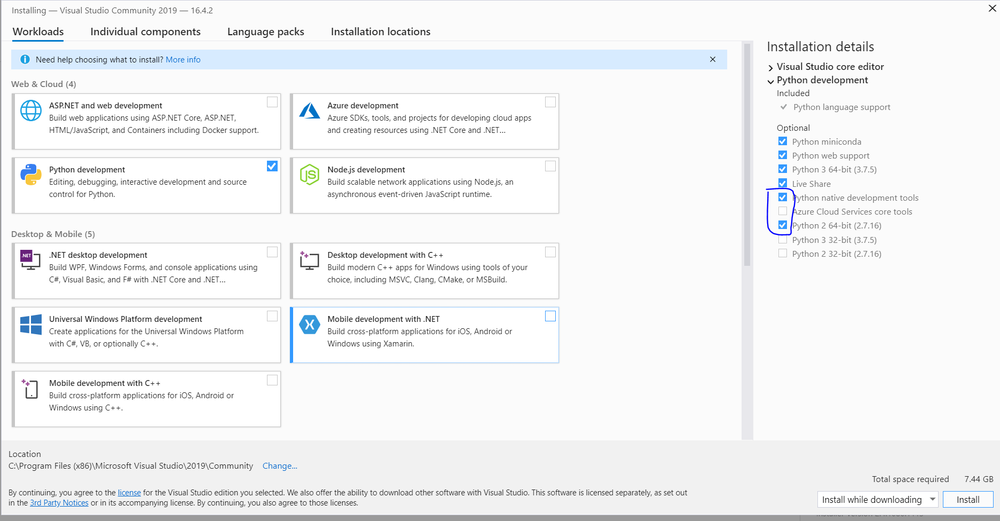 Installing — Visual Studio Community 2019 — 16.4.2
Workloads
Individual components
Language packs
Installation locations
Need help choosing what to install? More info
Web & Cloud (4)
ASP.NET and web development
Build web applications using ASP.NET Core, ASP.NET,
HTML/JavaScript, and Containers including Docker support.
Azure development
Azure SDKs, tools, and projects for developing cloud apps
and creating resources using .NET Core and .NET...
Python development
Editing, debugging, interactive development and source
control for Python.
Node.js development
Build scalable network applications using Node.js, an
asynchronous event-driven JavaScript runtime.
Desktop & Mobile (5)
.NET
.NET desktop development
Build WPF, Windows Forms, and console applications using
C#, Visual Basic, and F# with .NET Core and .NET...
Desktop development with C++
Build modern C++ apps for Windows using tools of your
choice, including MSVC, Clang, CMake, or MSBuild.
Universal Windows Platform development
Create applications for the Universal Windows Platform
with C#, VB, or optionally C++.
Mobile development with .NET
Build cross-platform applications for iOS, Android or
Windows using Xamarin.
Mobile development with C++
Build cross-platform applications for iOS, Android or
Windows using C++.
Installation details
Visual Studio core editor
Python development
Included
Python language support
Optional
Python miniconda
Python web support
Python 3 64-bit (3.7.5)
Live Share
Python native development tools
Azure Cloud Services core tools
Python 2 64-bit (2.7.16)
Python 3 32-bit (3.7.5)
Python 2 32-bit (2.7.16)
Location
C:\Program Files (x86)\Microsoft Visual Studio\2019\Community Change...
Total space required 7.44 GB
By continuing, you agree to the license for the Visual Studio edition you selected. We also offer the ability to download other software with Visual Studio. This software is licensed separately, as set out
in the 3rd Party Notices or in its accompanying license. By continuing, you also agree to those licenses.
Install while downloading
Install